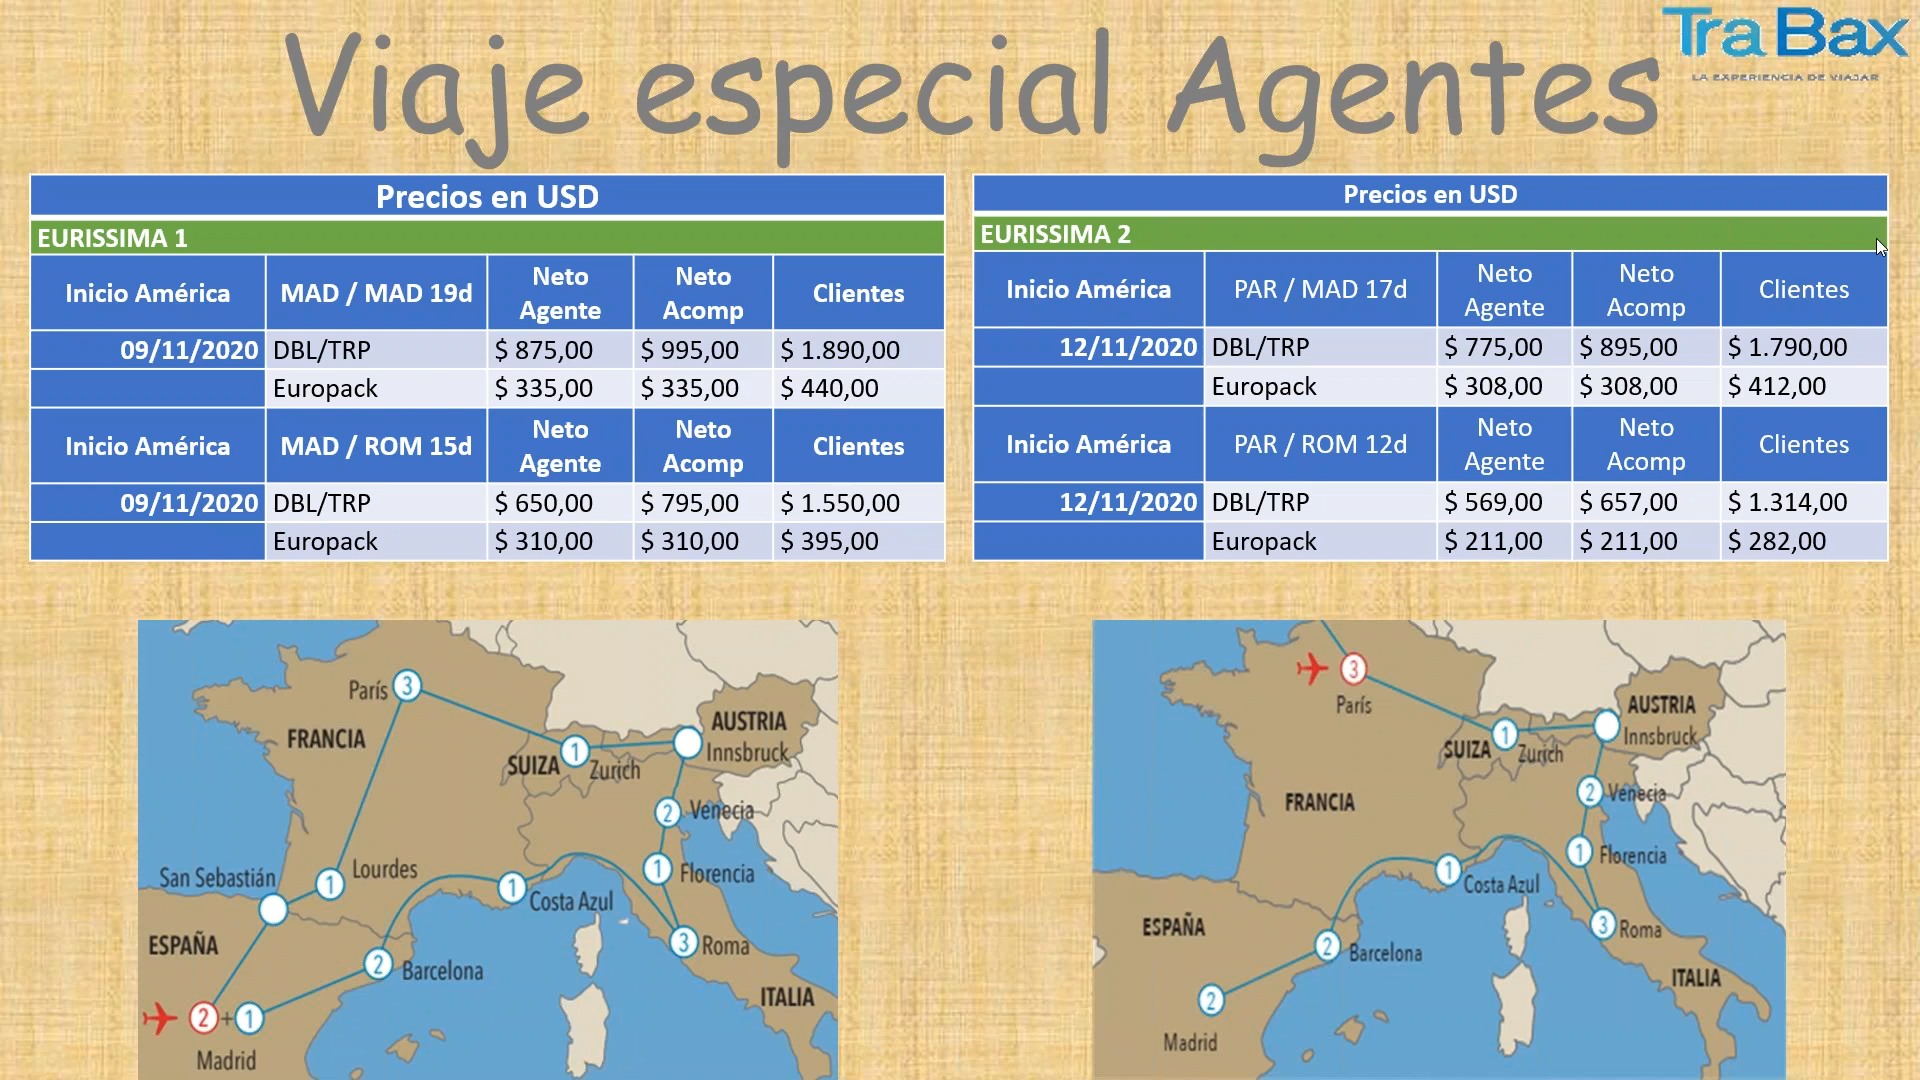 Viaje especial Agentes
TraBax
LA EXPERIENCIA DE VIAJAR
Precios en USD
EURISSIMA 1
Inicio América MAD / MAD 19d Neto Agente Neto Acomp Clientes
09/11/2020 DBL/TRP $ 875,00 $ 995,00 $ 1.890,00
Europack $ 335,00 $ 335,00 $ 440,00
Inicio América MAD / ROM 15d Neto Agente Neto Acomp Clientes
09/11/2020 DBL/TRP $ 650,00 $ 795,00 $ 1.550,00
Europack $ 310,00 $ 310,00 $ 395,00
Precios en USD
EURISSIMA 2
Inicio América PAR / MAD 17d Neto Agente Neto Acomp Clientes
12/11/2020 DBL/TRP $ 775,00 $ 895,00 $ 1.790,00
Europack $ 308,00 $ 308,00 $ 412,00
Inicio América PAR / ROM 12d Neto Agente Neto Acomp Clientes
12/11/2020 DBL/TRP $ 569,00 $ 657,00 $ 1.314,00
Europack $ 211,00 $ 211,00 $ 282,00
París 3
FRANCIA
AUSTRIA
Innsbruck
SUIZA
1 Zurich
2 Venecia
San Sebastián
1 Lourdes
1 Florencia
1 Costa Azul
ESPAÑA
2 Barcelona
3 Roma
ITALIA
2 + 1
Madrid
3
París
AUSTRIA
Innsbruck
SUIZA
1 Zurich
2 Venecia
FRANCIA
1 Florencia
1 Costa Azul
ESPAÑA
2 Barcelona
3 Roma
ITALIA
2
Madrid